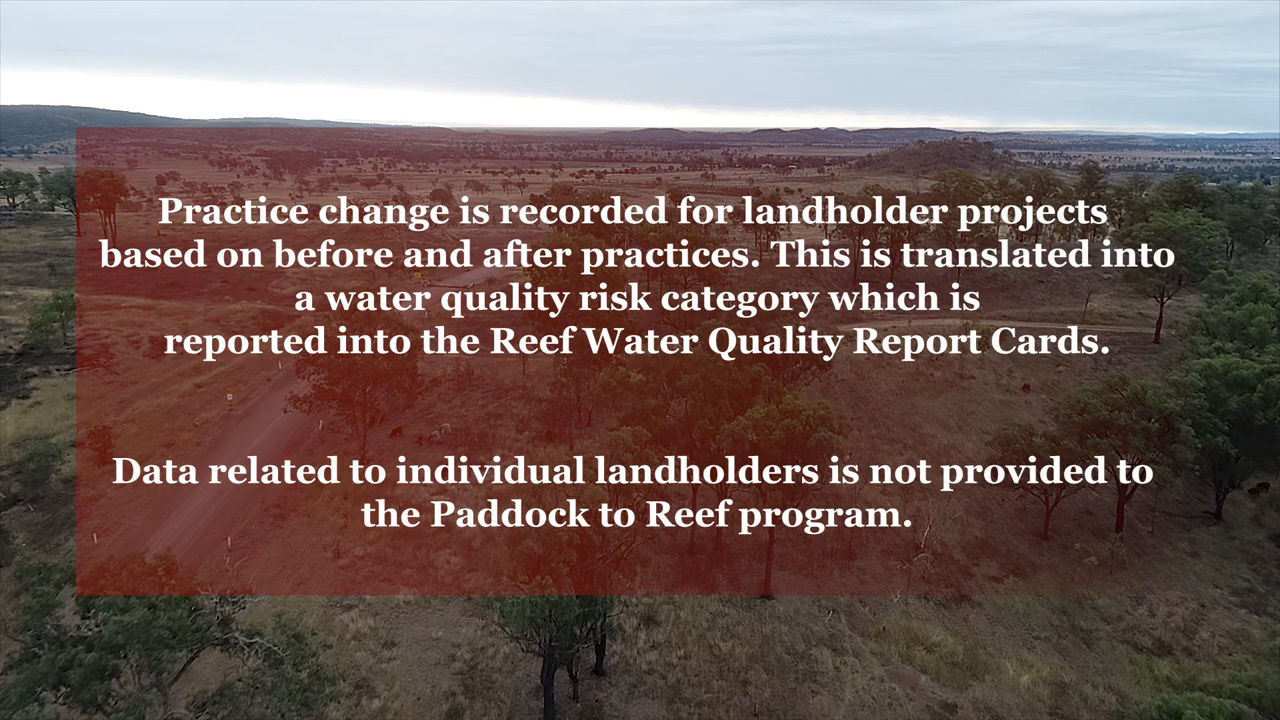 Practice change is recorded for landholder projects
based on before and after practices. This is translated into
a water quality risk category which is
reported into the Reef Water Quality Report Cards.
Data related to individual landholders is not provided to
the Paddock to Reef program.